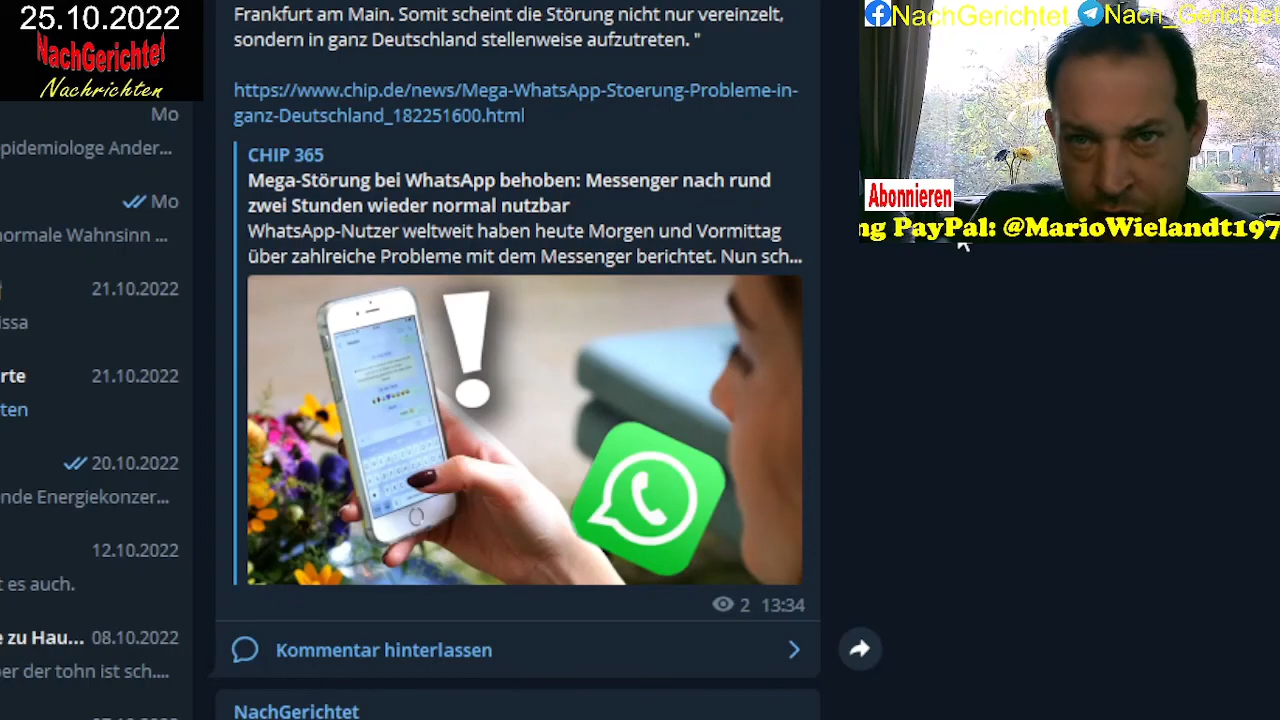 25.10.2022
NachGerichtet
Nachrichten
Mo
pidemiologe Ander...
Mo
normale Wahnsinn ...
21.10.2022
issa
rte
21.10.2022
ten
20.10.2022
nde Energiekonzer...
12.10.2022
t es auch.
e zu Hau...
08.10.2022
er der tohn ist sch....
Frankfurt am Main. Somit scheint die Störung nicht nur vereinzelt,
sondern in ganz Deutschland stellenweise aufzutreten. "
https://www.chip.de/news/Mega-WhatsApp-Stoerung-Probleme-in-
ganz-Deutschland_182251600.html
CHIP 365
Mega-Störung bei WhatsApp behoben: Messenger nach rund
zwei Stunden wieder normal nutzbar
WhatsApp-Nutzer weltweit haben heute Morgen und Vormittag
über zahlreiche Probleme mit dem Messenger berichtet. Nun sch...
!
2 13:34
Kommentar hinterlassen
NachGerichtet
NachGerichtet Nach_Gerichtet
Abonnieren
ng PayPal: @MarioWielandt197